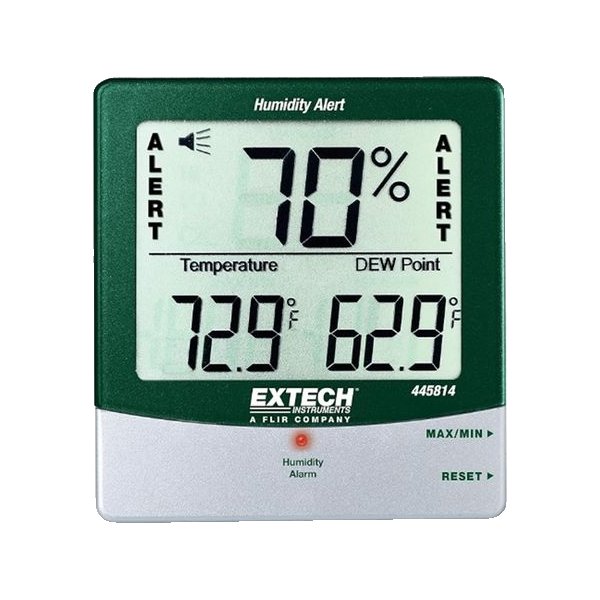 Humidity Alert
ALERT
70%
ALERT
Temperature
DEW Point
72.9°F
62.9°F
EXTECH®
INSTRUMENTS
A FLIR COMPANY
445814
MAX/MIN
Humidity
Alarm
RESET